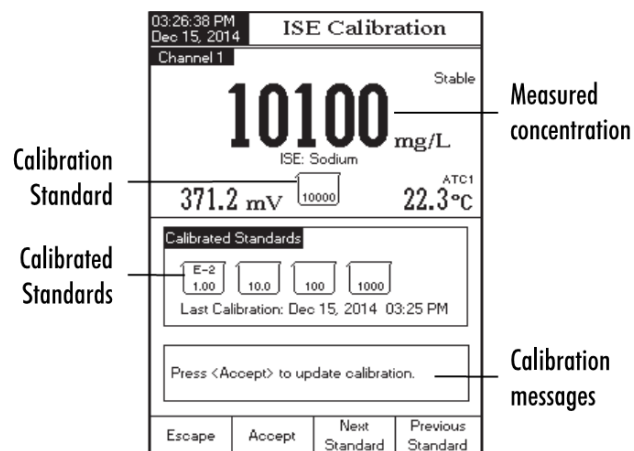 03:26:38 PM
Dec 15, 2014
ISE Calibration
Channel 1
Stable
10100 mg/L
Measured
concentration
ISE: Sodium
Calibration
Standard
371.2 mV
10000
ATC1
22.3°C
Calibrated Standards
Calibrated
Standards
E-2
1.00
10.0
100
1000
Last Calibration: Dec 15, 2014 03:25 PM
Press <Accept> to update calibration.
Calibration
messages
Escape
Accept
Next
Standard
Previous
Standard